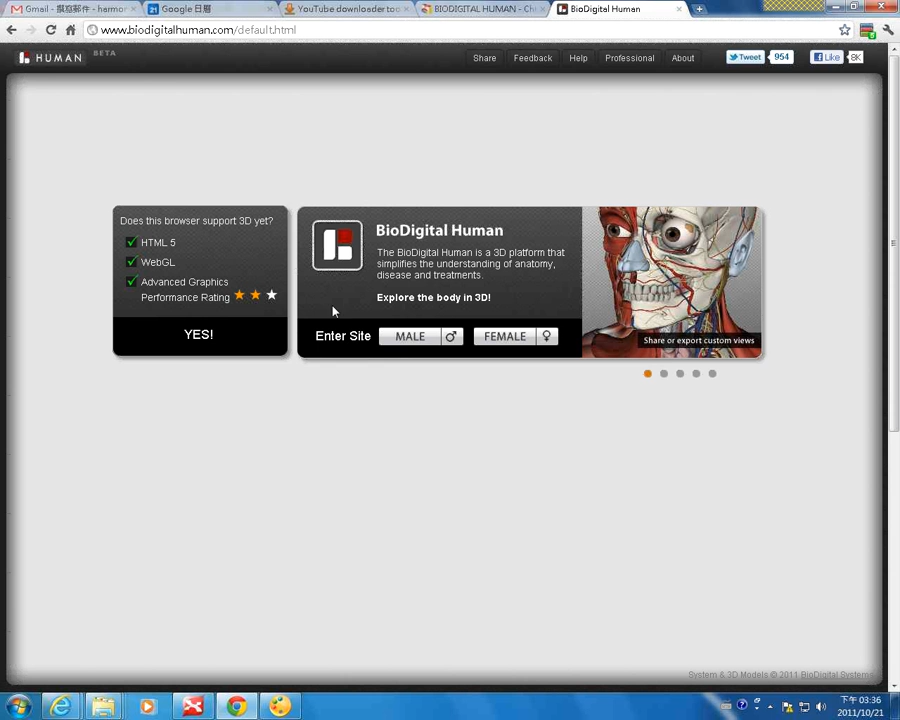 Gmail - 撰寫郵件 - harmon
Google 日曆
YouTube downloader too
BIODIGITAL HUMAN - Ch
BioDigital Human
www.biodigitalhuman.com/default.html
HUMAN BETA
Share Feedback Help Professional About
Tweet 954
Like 8K
Does this browser support 3D yet?
HTML 5
WebGL
Advanced Graphics
Performance Rating
YES!
BioDigital Human
The BioDigital Human is a 3D platform that
simplifies the understanding of anatomy,
disease and treatments.
Explore the body in 3D!
Enter Site MALE FEMALE
Share or export custom views
System & 3D Models © 2011 BioDigital Systems
下午 03:36
2011/10/21